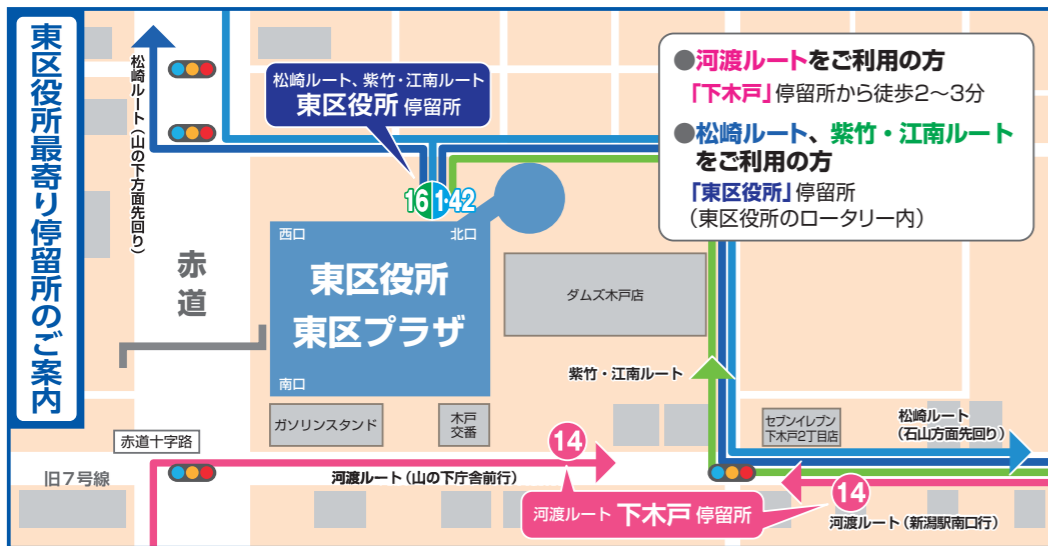 東区役所最寄り停留所のご案内
松崎ルート（山の下方面先回り）
松崎ルート、紫竹・江南ルート
東区役所 停留所
●河渡ルートをご利用の方
「下木戸」停留所から徒歩2～3分
●松崎ルート、紫竹・江南ルート
をご利用の方
「東区役所」停留所
（東区役所のロータリー内）
16 1・42
西口
北口
赤道
東区役所
東区プラザ
ダムズ木戸店
南口
紫竹・江南ルート
ガソリンスタンド
木戸
交番
セブンイレブン
下木戸2丁目店
松崎ルート
（石山方面先回り）
赤道十字路
14
旧7号線
河渡ルート（山の下庁舎前行）
14
河渡ルート 下木戸 停留所
河渡ルート（新潟駅南口行）